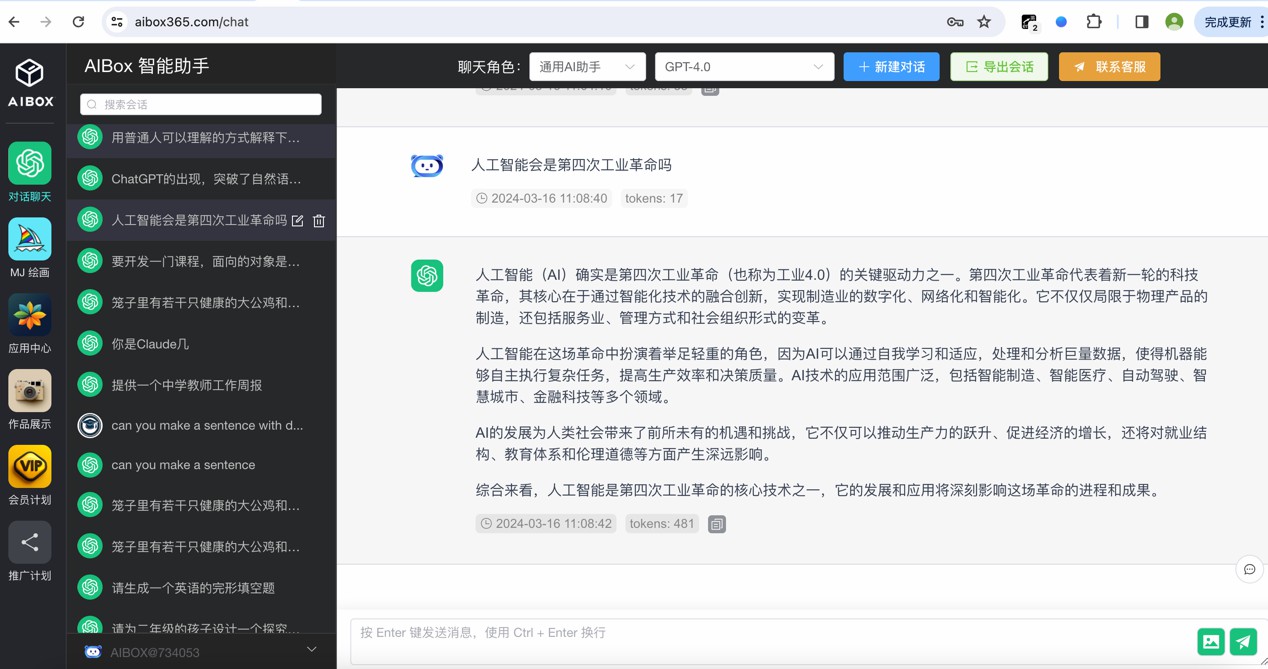 aibox365.com/chat
2
完成更新
AIBOX
AIBox 智能助手
聊天角色：
通用AI助手
GPT-4.0
新建对话
导出会话
联系客服
对话聊天
MJ 绘画
应用中心
作品展示
VIP
会员计划
推广计划
搜索会话
用普通人可以理解的方式解释下...
ChatGPT的出现，突破了自然语...
人工智能会是第四次工业革命吗
要开发一门课程，面向的对象是...
笼子里有若干只健康的大公鸡和...
你是Claude几
提供一个中学教师工作周报
can you make a sentence with d...
can you make a sentence
笼子里有若干只健康的大公鸡和...
笼子里有若干只健康的大公鸡和...
请生成一个英语的完形填空题
请为二年级的孩子设计一个探究...
AIBOX@734053
人工智能会是第四次工业革命吗
2024-03-16 11:08:40 tokens: 17
人工智能（AI）确实是第四次工业革命（也称为工业4.0）的关键驱动力之一。第四次工业革命代表着新一轮的科技
革命，其核心在于通过智能化技术的融合创新，实现制造业的数字化、网络化和智能化。它不仅仅局限于物理产品的
制造，还包括服务业、管理方式和社会组织形式的变革。
人工智能在这场革命中扮演着举足轻重的角色，因为AI可以通过自我学习和适应，处理和分析巨量数据，使得机器能
够自主执行复杂任务，提高生产效率和决策质量。AI技术的应用范围广泛，包括智能制造、智能医疗、自动驾驶、智
慧城市、金融科技等多个领域。
AI的发展为人类社会带来了前所未有的机遇和挑战，它不仅可以推动生产力的跃升、促进经济的增长，还将对就业结
构、教育体系和伦理道德等方面产生深远影响。
综合来看，人工智能是第四次工业革命的核心技术之一，它的发展和应用将深刻影响这场革命的进程和成果。
2024-03-16 11:08:42 tokens: 481
按 Enter 键发送消息，使用 Ctrl + Enter 换行